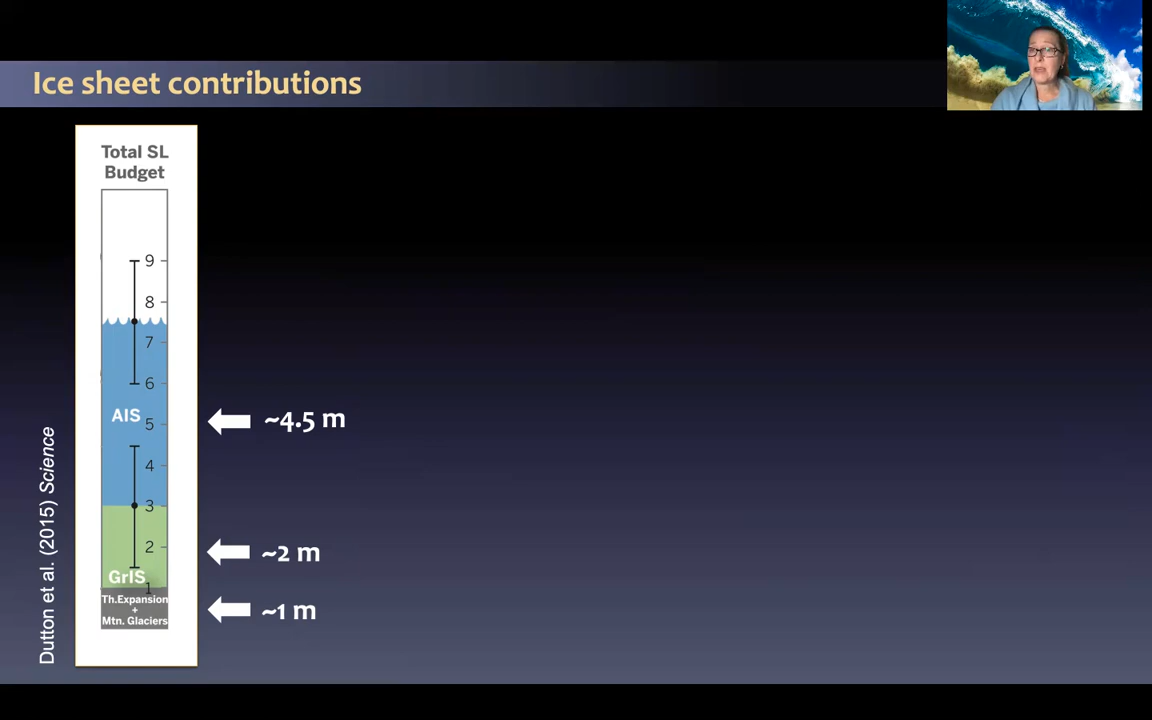 Ice sheet contributions
Total SL
Budget
9
8
7
6
AIS
5
~4.5 m
4
3
2
~2 m
GrIS
1
Th.Expansion
+
Mtn. Glaciers
~1 m
Dutton et al. (2015) Science